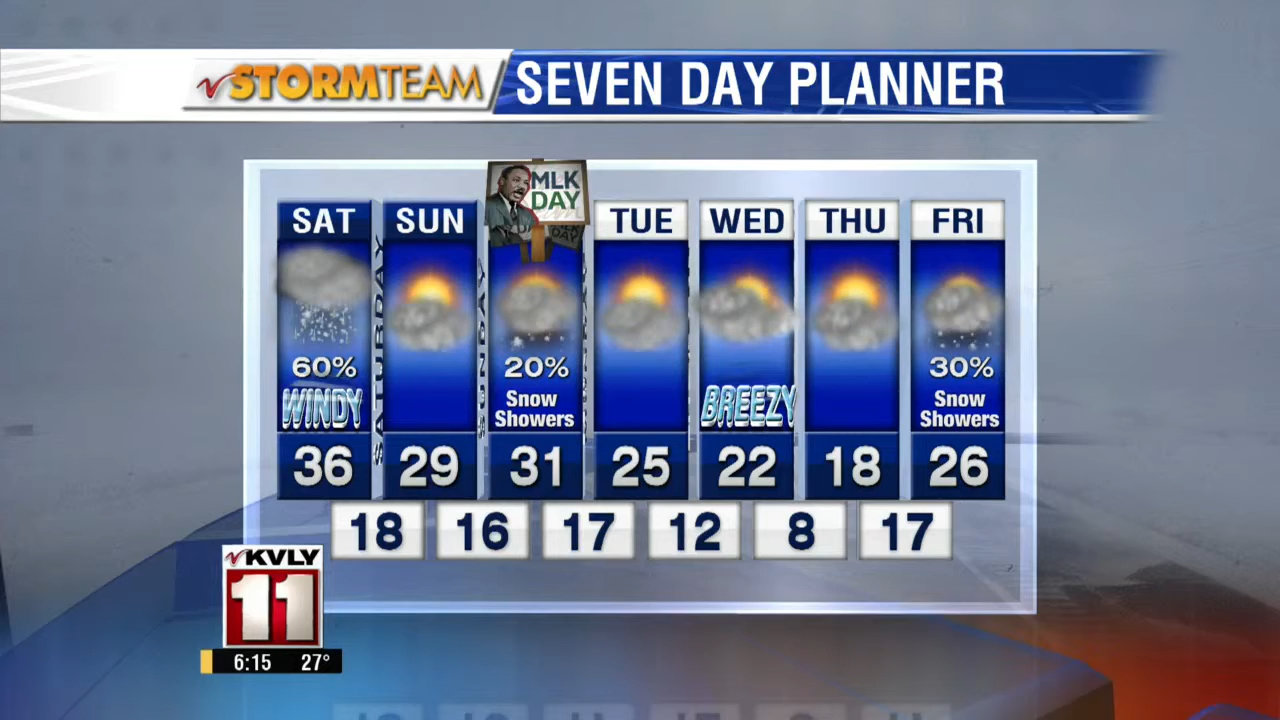 STORMTEAM SEVEN DAY PLANNER
MLK
DAY
SAT SUN TUE WED THU FRI
SATURDAY
SUNDAY
60% 20% 30%
WINDY Snow Showers BREEZY Snow Showers
36 29 31 25 22 18 26
18 16 17 12 8 17
KVLY
11
6:15 27°